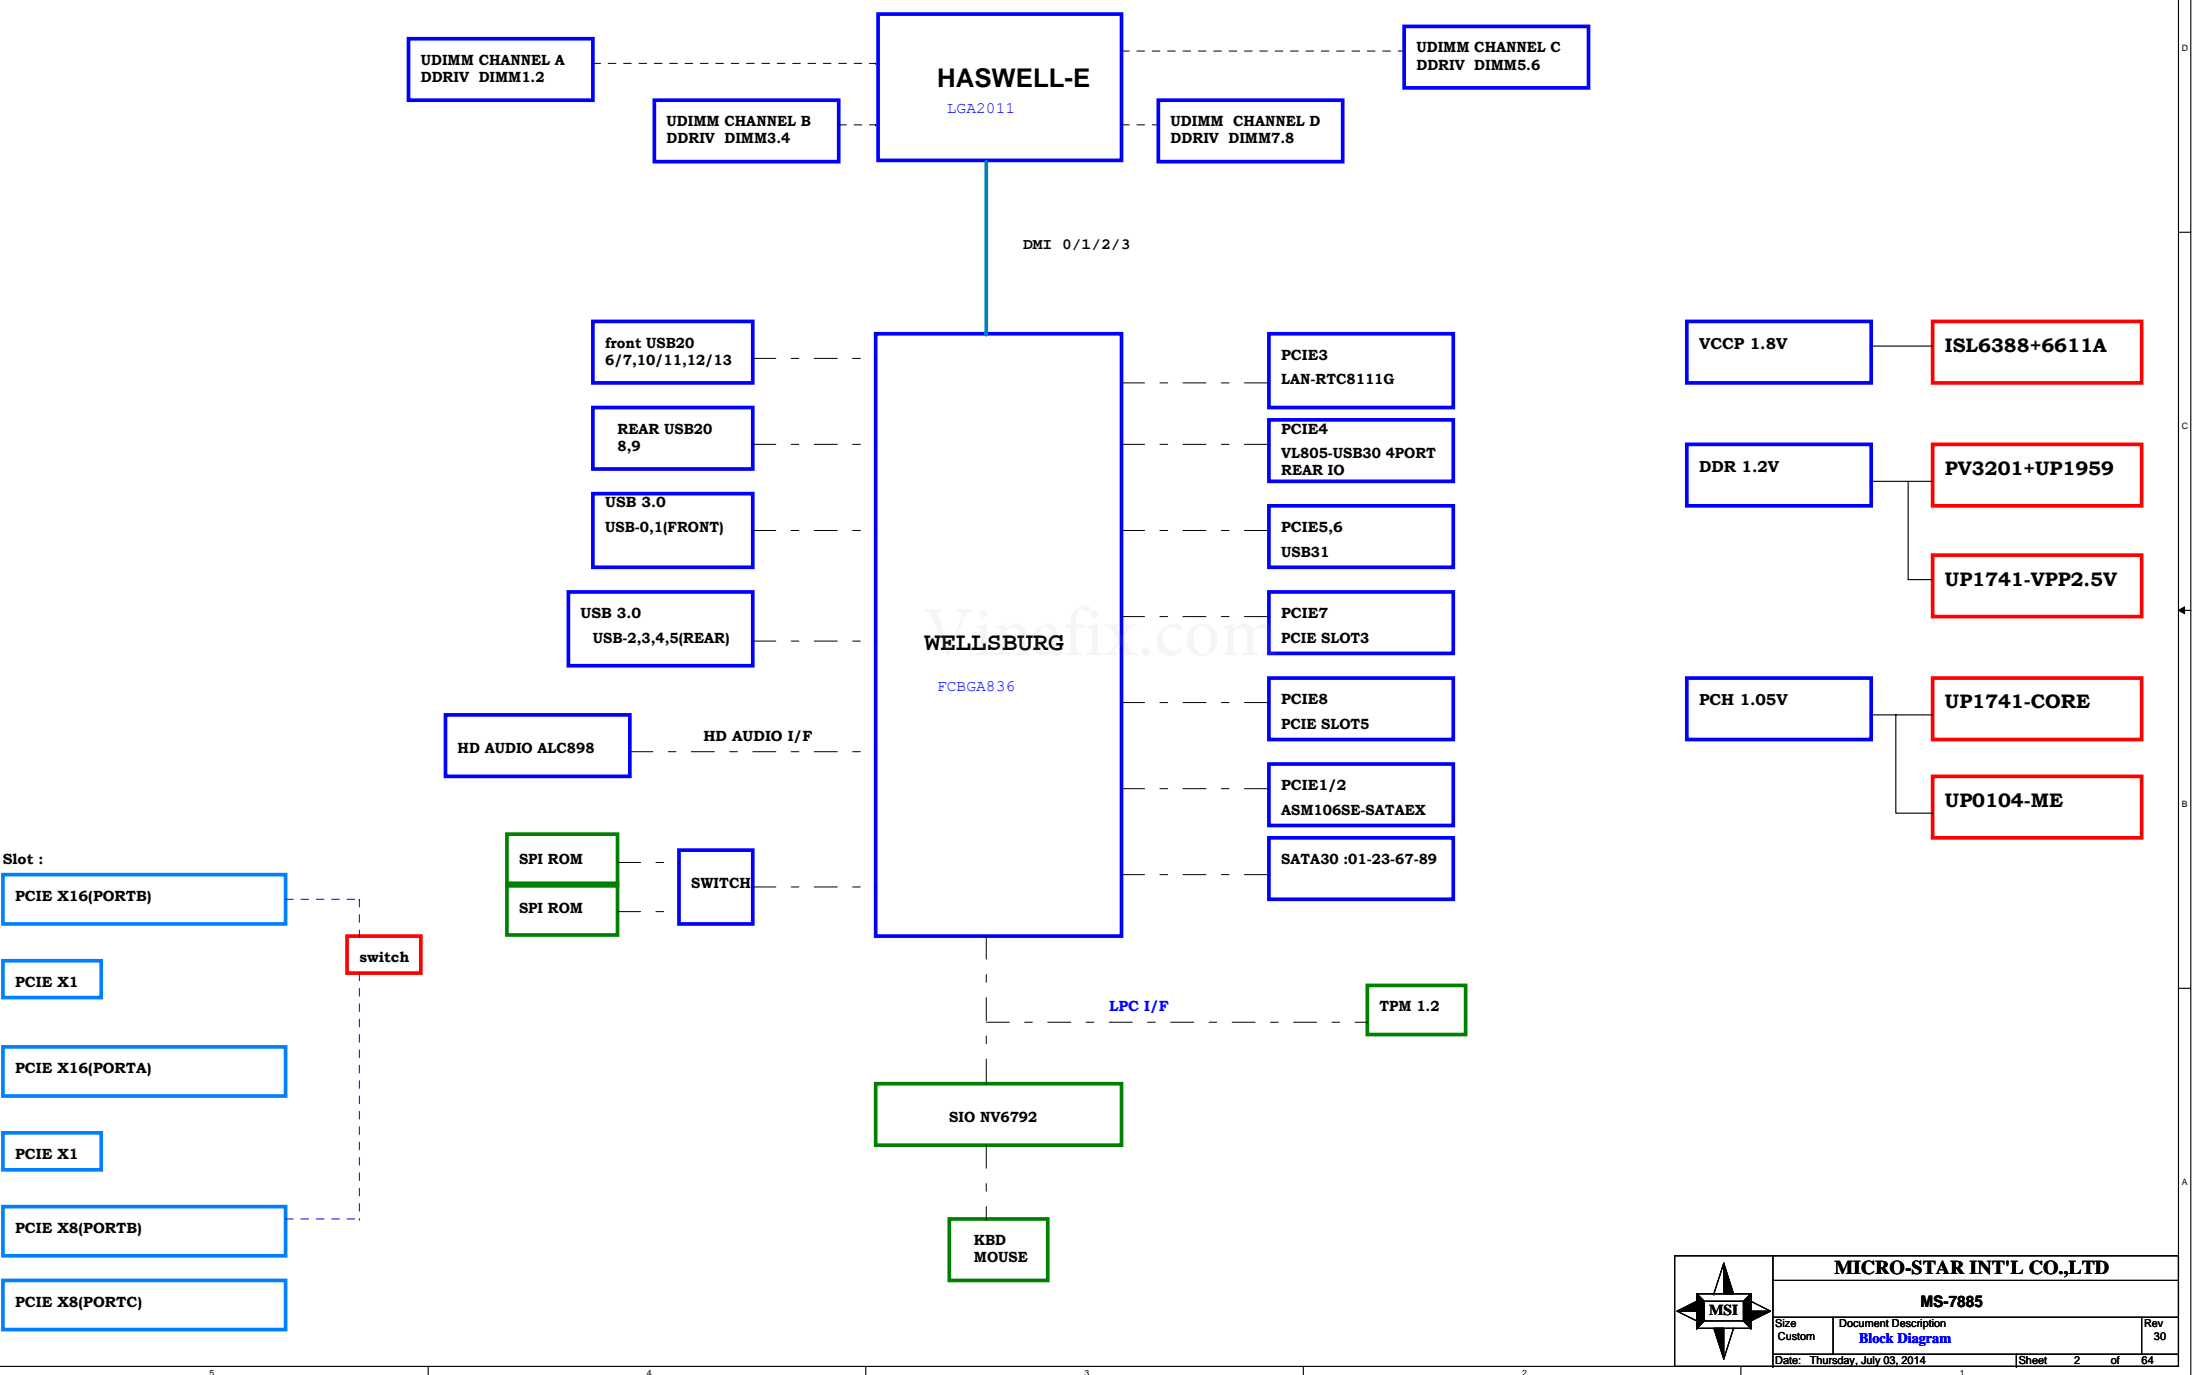 UDIMM CHANNEL A
DDRIV DIMM1.2
UDIMM CHANNEL B
DDRIV DIMM3.4
HASWELL-E
LGA2011
UDIMM CHANNEL C
DDRIV DIMM5.6
UDIMM CHANNEL D
DDRIV DIMM7.8
DMI 0/1/2/3
front USB20
6/7,10/11,12/13
REAR USB20
8,9
USB 3.0
USB-0,1(FRONT)
USB 3.0
USB-2,3,4,5(REAR)
HD AUDIO ALC898
HD AUDIO I/F
SPI ROM
SPI ROM
SWITCH
WELLSBURG
FCBGA836
Vinafix.com
PCIE3
LAN-RTC8111G
PCIE4
VL805-USB30 4PORT
REAR IO
PCIE5,6
USB31
PCIE7
PCIE SLOT3
PCIE8
PCIE SLOT5
PCIE1/2
ASM106SE-SATAEX
SATA30 :01-23-67-89
VCCP 1.8V
ISL6388+6611A
DDR 1.2V
PV3201+UP1959
UP1741-VPP2.5V
PCH 1.05V
UP1741-CORE
UP0104-ME
Slot :
PCIE X16(PORTB)
switch
PCIE X1
PCIE X16(PORTA)
PCIE X1
PCIE X8(PORTB)
PCIE X8(PORTC)
LPC I/F
TPM 1.2
SIO NV6792
KBD
MOUSE
MSI
MICRO-STAR INT'L CO.,LTD
MS-7885
Size
Custom
Document Description
Block Diagram
Rev
30
Date: Thursday, July 03, 2014
Sheet 2 of 64
D
C
B
A
5
4
3
2
1